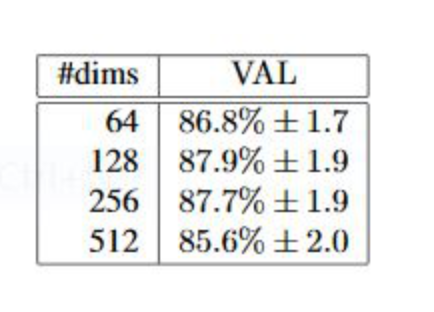 #dims VAL
64 86.8% ± 1.7
128 87.9% ± 1.9
256 87.7% ± 1.9
512 85.6% ± 2.0